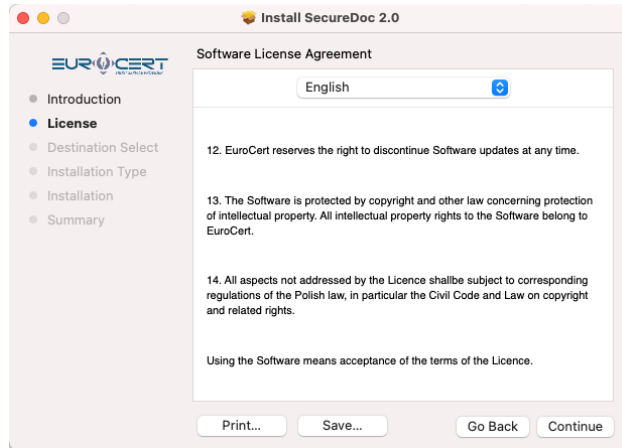 Install SecureDoc 2.0
EUROCERT
Software License Agreement
English
Introduction
License
Destination Select
Installation Type
Installation
Summary
12. EuroCert reserves the right to discontinue Software updates at any time.
13. The Software is protected by copyright and other law concerning protection
of intellectual property. All intellectual property rights to the Software belong to
EuroCert.
14. All aspects not addressed by the Licence shallbe subject to corresponding
regulations of the Polish law, in particular the Civil Code and Law on copyright
and related rights.
Using the Software means acceptance of the terms of the Licence.
Print...
Save...
Go Back
Continue